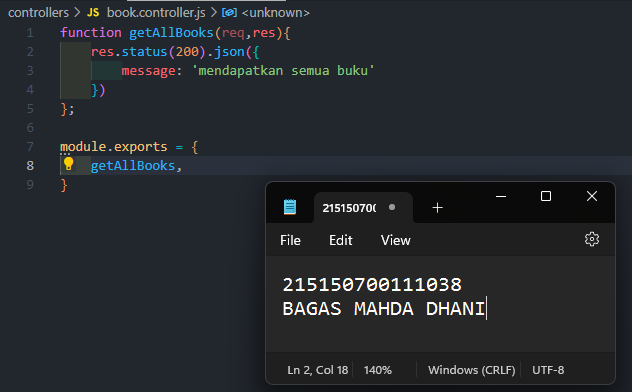 controllers > JS book.controller.js > <unknown>
1 function getAllBooks(req,res){
2 res.status(200).json({
3 message: 'mendapatkan semua buku'
4 })
5 };
6
7 module.exports = {
8 getAllBooks,
9 }
215150700
File Edit View
215150700111038
BAGAS MAHDA DHANI
Ln 2, Col 18 140% Windows (CRLF) UTF-8